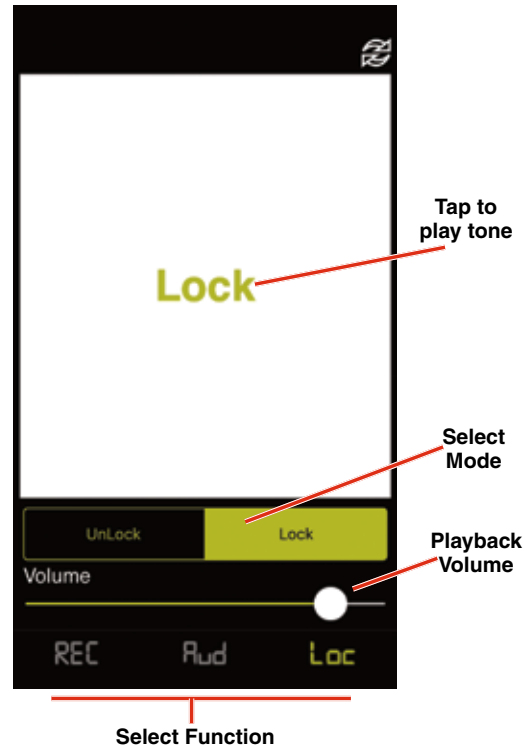 Tap to
play tone
Lock
Select
Mode
UnLock
Lock
Playback
Volume
Volume
REC
Aud
Loc
Select Function